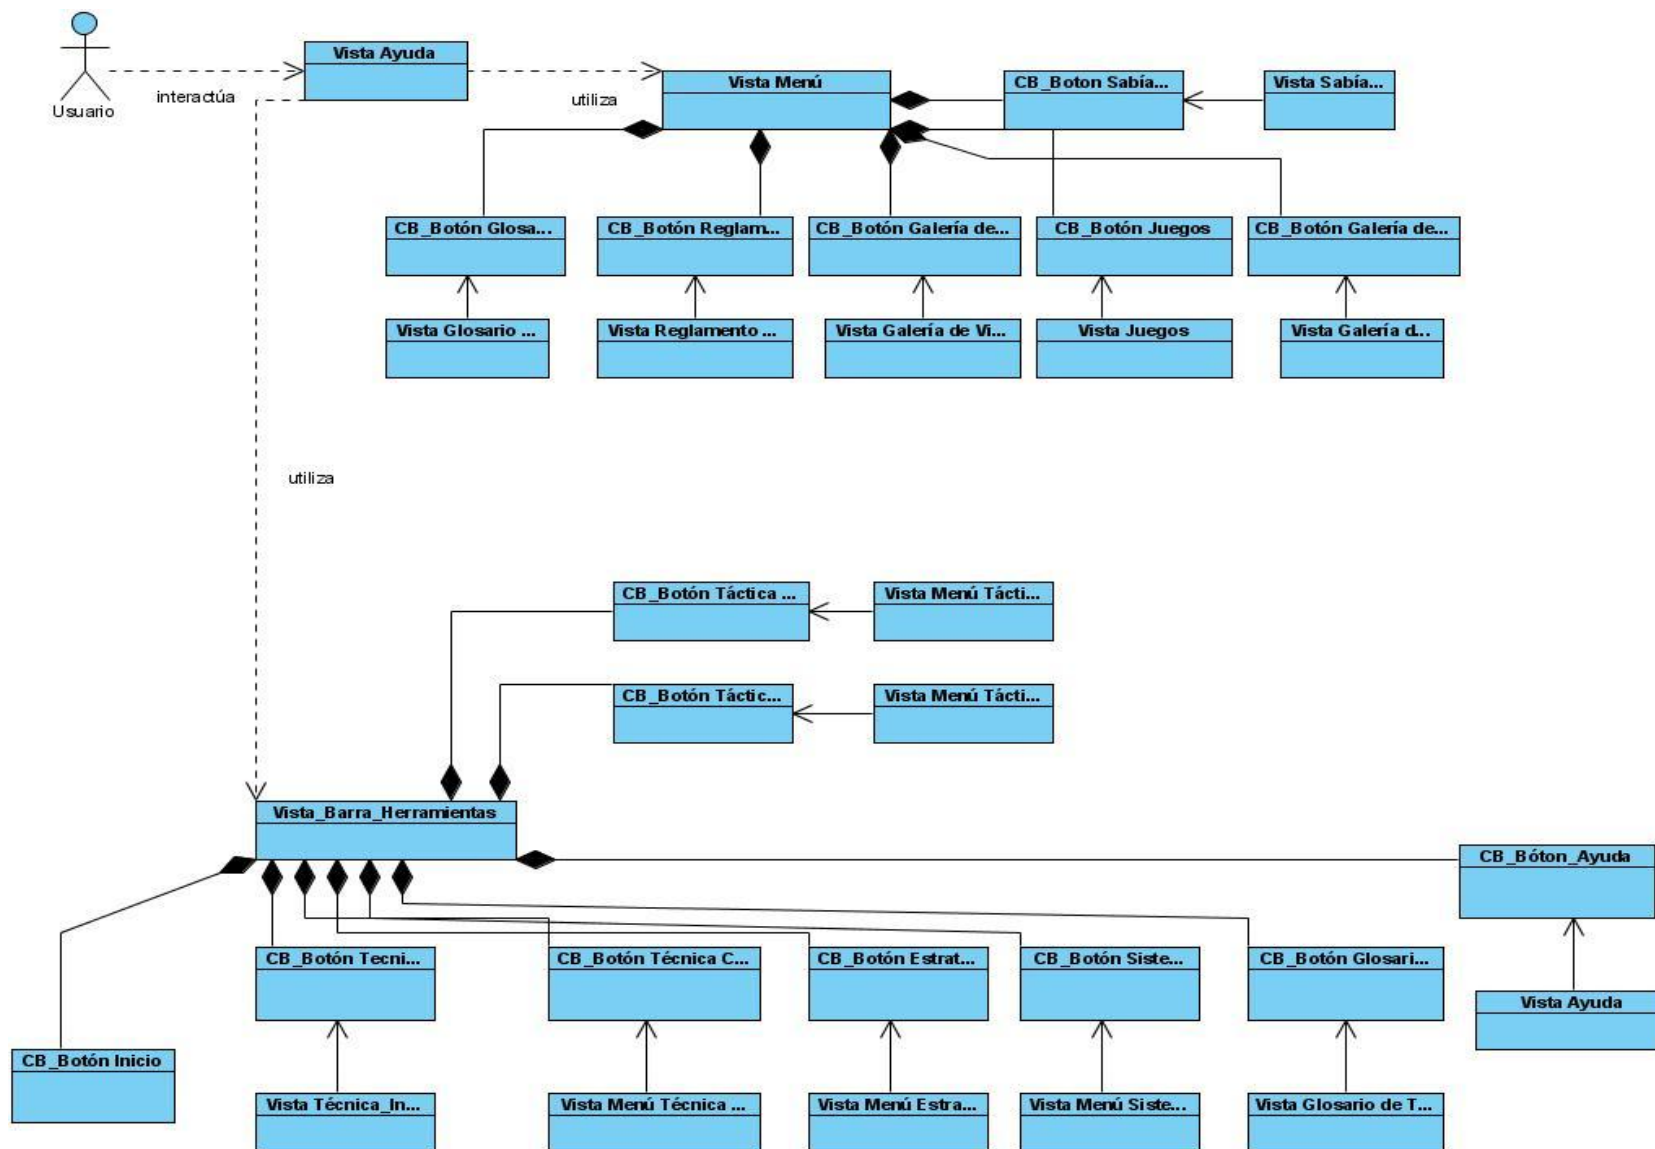 Vista Ayuda
interactúa
Usuario
utiliza
Vista Menú
CB_Boton Sabía...
Vista Sabía...
CB_Botón Glosa...
CB_Botón Reglam...
CB_Botón Galería de...
CB_Botón Juegos
CB_Botón Galería de...
Vista Glosario ...
Vista Reglamento ...
Vista Galería de Vi...
Vista Juegos
Vista Galería d...
utiliza
CB_Botón Táctica ...
Vista Menú Tácti...
CB_Botón Táctic...
Vista Menú Tácti...
Vista_Barra_Herramientas
CB_Bóton_Ayuda
CB_Botón Tecni...
CB_Botón Técnica C...
CB_Botón Estrat...
CB_Botón Siste...
CB_Botón Glosari...
Vista Ayuda
CB_Botón Inicio
Vista Técnica_In...
Vista Menú Técnica ...
Vista Menú Estra...
Vista Menú Siste...
Vista Glosario de T...